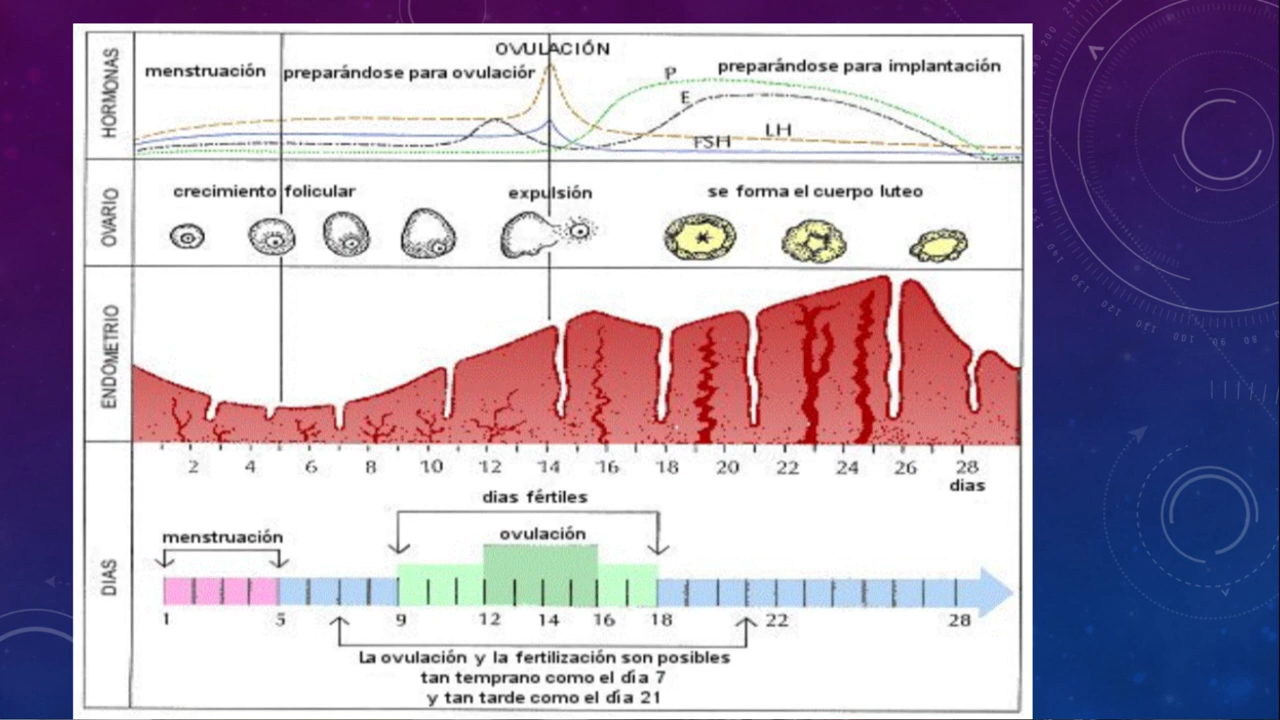 HORMONAS
OVULACIÓN
menstruación
preparándose para ovulaciór
preparándose para implantación
P
E
LH
FSH
OVARIO
crecimiento folicular
expulsión
se forma el cuerpo luteo
ENDOMETRIO
2 4 6 8 10 12 14 16 18 20 22 24 26 28
dias
DIAS
dias fértiles
menstruación
ovulación
1 5 9 12 14 16 18 22 28
La ovulación y la fertilización son posibles
tan temprano como el dìa 7
y tan tarde como el dìa 21